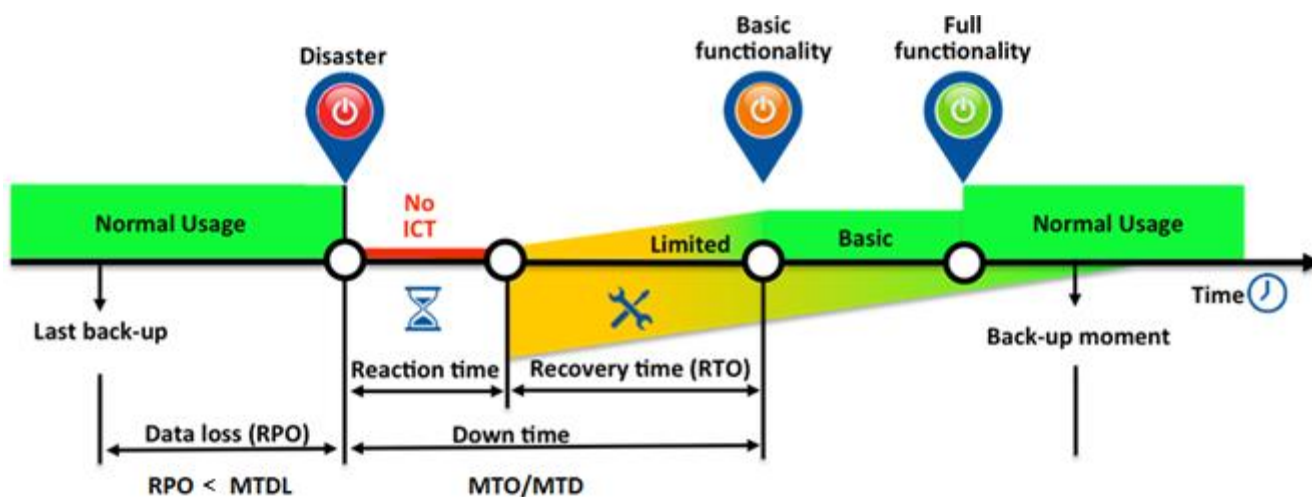 Disaster
Basic
functionality
Full
functionality
Normal Usage
No
ICT
Limited
Basic
Normal Usage
Time
Last back-up
Back-up moment
Reaction time
Recovery time (RTO)
Data loss (RPO)
Down time
RPO < MTDL
MTO/MTD